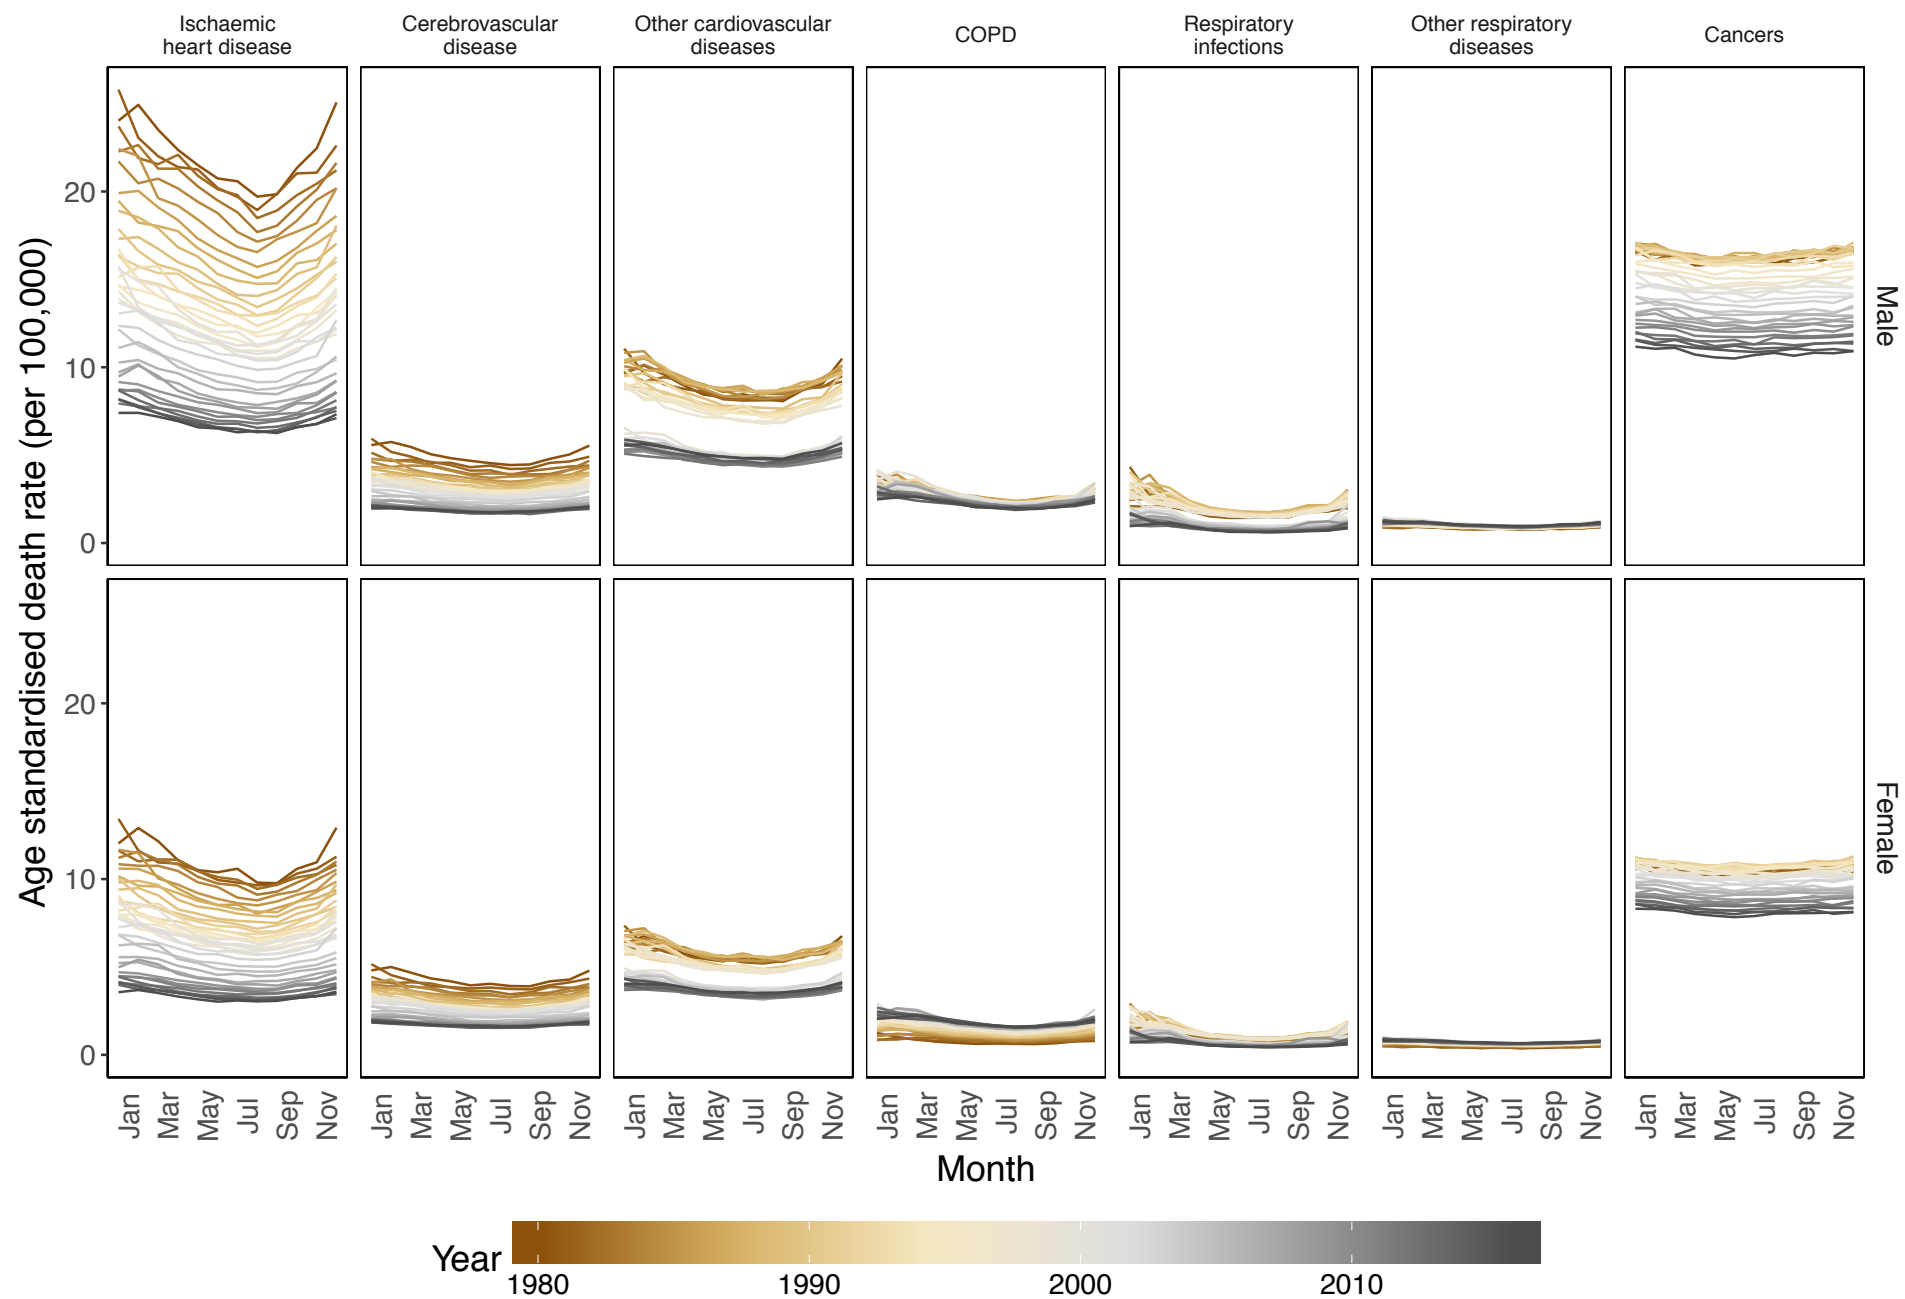 Ischaemic
heart disease
Cerebrovascular
disease
Other cardiovascular
diseases
COPD
Respiratory
infections
Other respiratory
diseases
Cancers
Age standardised death rate (per 100,000)
20
10
0
Male
20
10
0
Female
Jan Mar May Jul Sep Nov
Jan Mar May Jul Sep Nov
Jan Mar May Jul Sep Nov
Jan Mar May Jul Sep Nov
Jan Mar May Jul Sep Nov
Jan Mar May Jul Sep Nov
Jan Mar May Jul Sep Nov
Month
Year
1980 1990 2000 2010